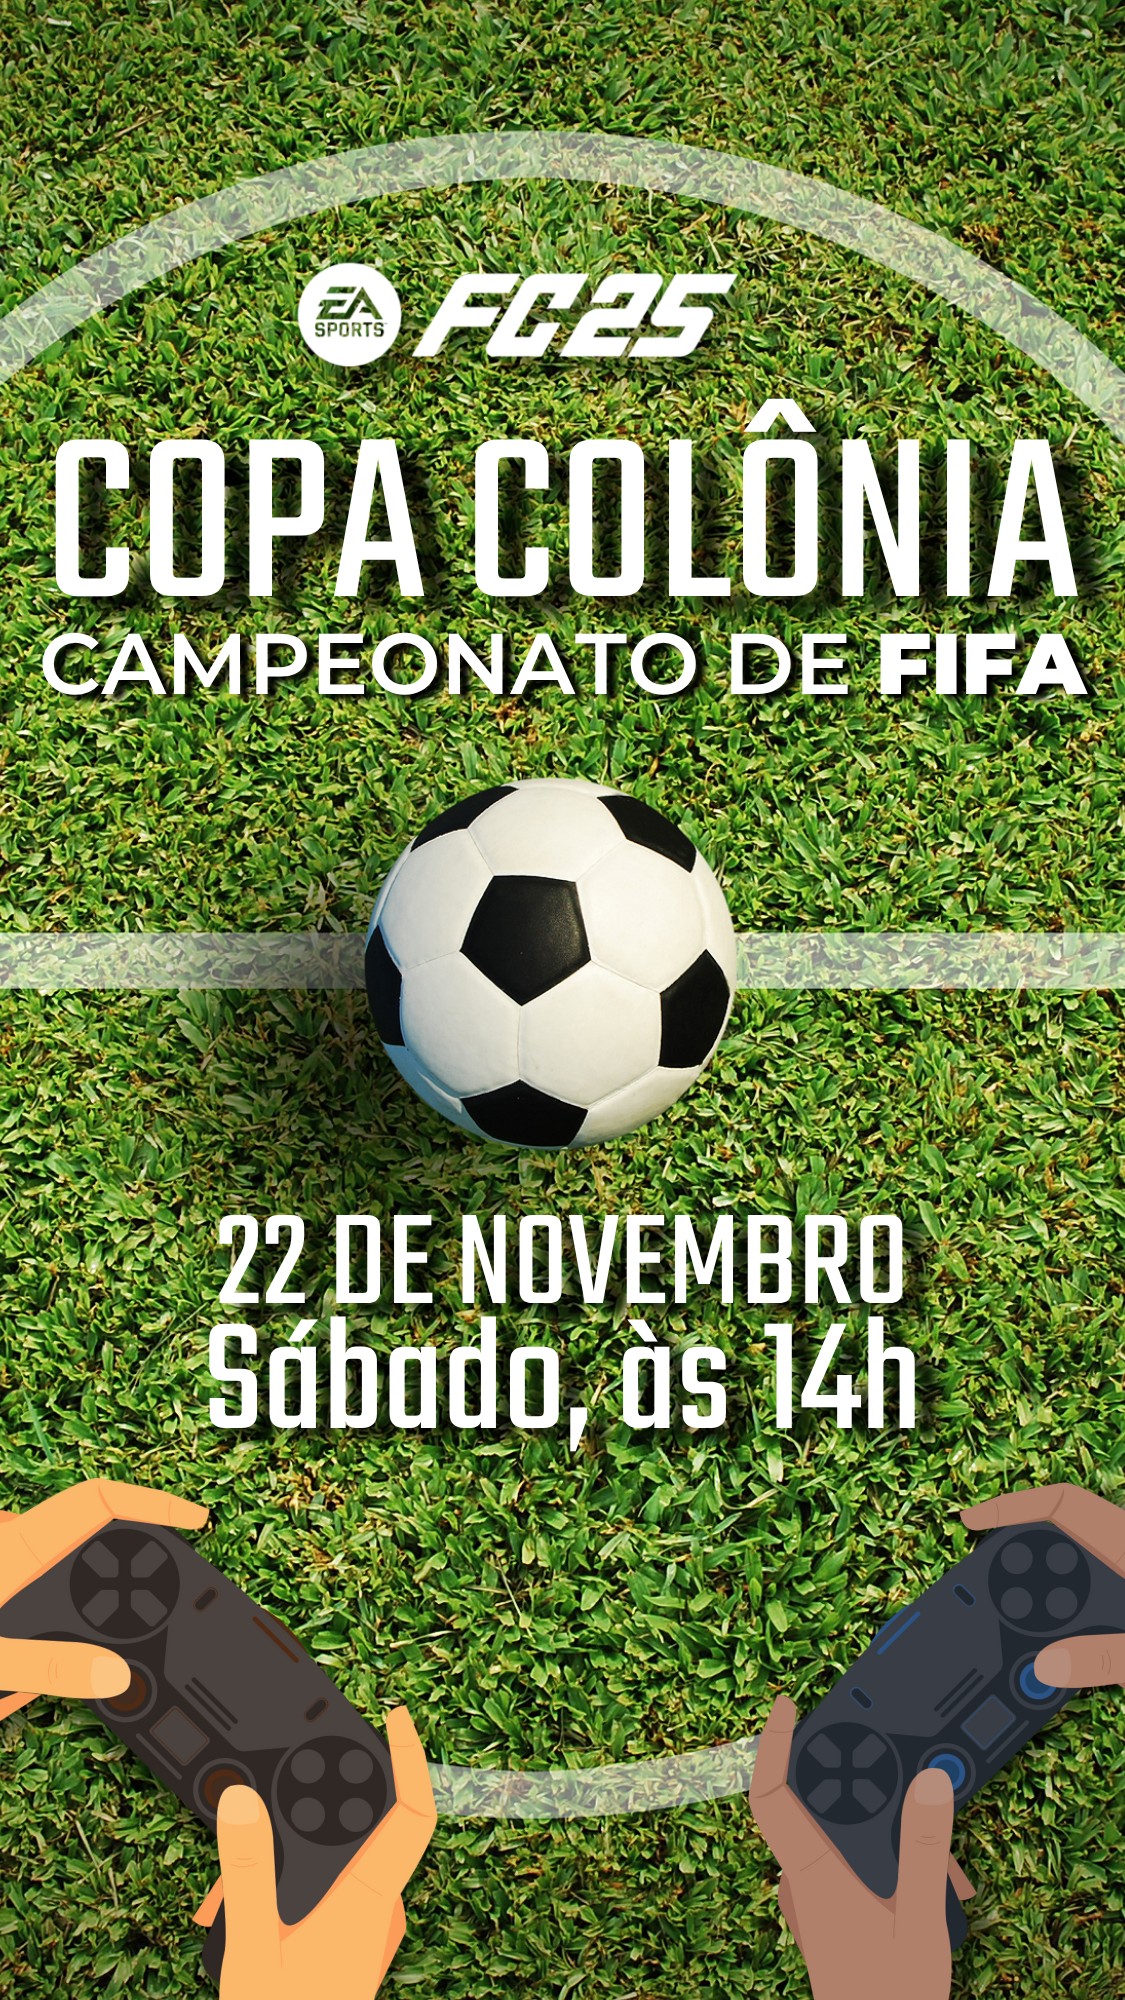 EA
SPORTS
FC25
COPA COLÔNIA
CAMPEONATO DE FIFA
22 DE NOVEMBRO
Sábado, às 14h